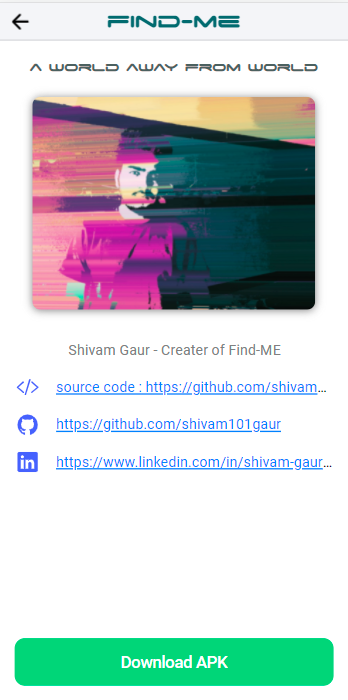 FIND-ME
A WORLD AWAY FROM WORLD
Shivam Gaur - Creater of Find-ME
source code : https://github.com/shivam...
https://github.com/shivam101gaur
https://www.linkedin.com/in/shivam-gaur...
Download APK